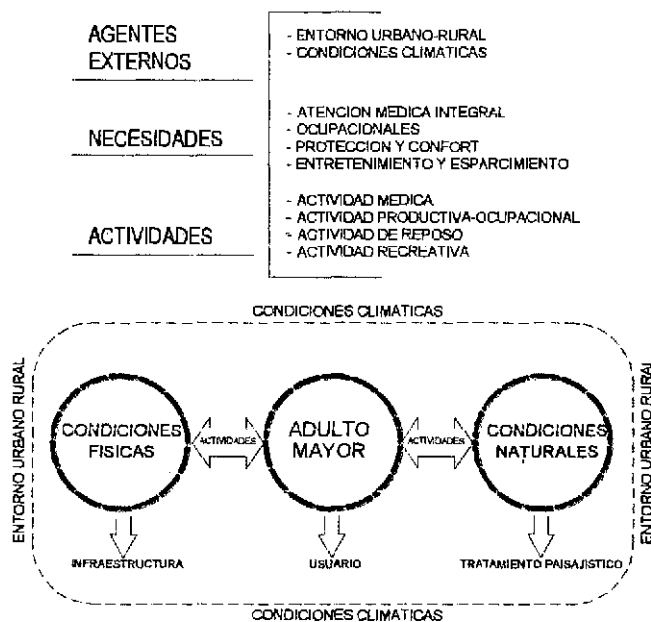 AGENTES
EXTERNOS
- ENTORNO URBANO-RURAL
- CONDICIONES CLIMATICAS
NECESIDADES
- ATENCION MEDICA INTEGRAL
- OCUPACIONALES
- PROTECCION Y CONFORT
- ENTRETENIMIENTO Y ESPARCIMIENTO
ACTIVIDADES
- ACTIVIDAD MEDICA
- ACTIVIDAD PRODUCTIVA-OCUPACIONAL
- ACTIVIDAD DE REPOSO
- ACTIVIDAD RECREATIVA
CONDICIONES CLIMATICAS
ENTORNO URBANO RURAL
CONDICIONES
FISICAS
ACTIVIDADES
ADULTO
MAYOR
ACTIVIDADES
CONDICIONES
NATURALES
ENTORNO URBANO RURAL
INFRAESTRUCTURA
USUARIO
TRATAMIENTO PAISAJISTICO
CONDICIONES CLIMATICAS